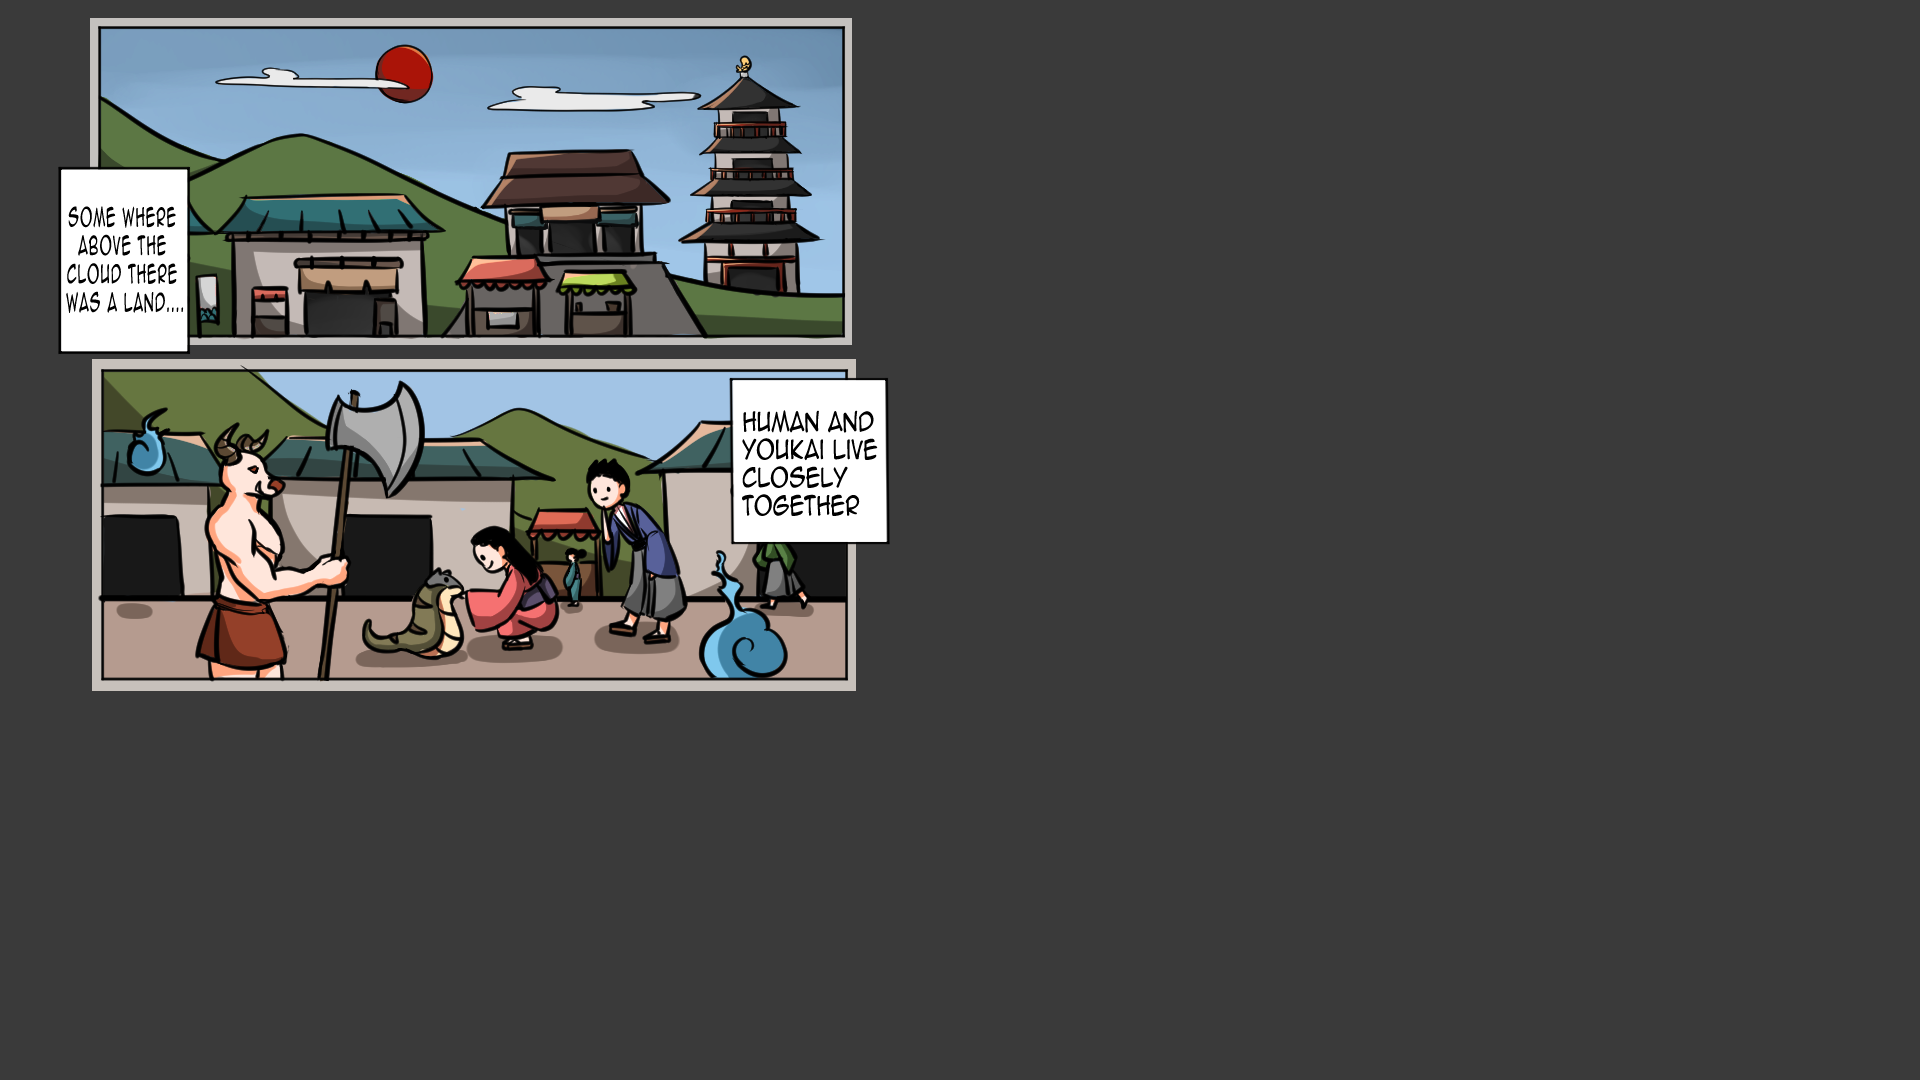 SOME WHERE
ABOVE THE
CLOUD THERE
WAS A LAND....
HUMAN AND
YOUKAI LIVE
CLOSELY
TOGETHER